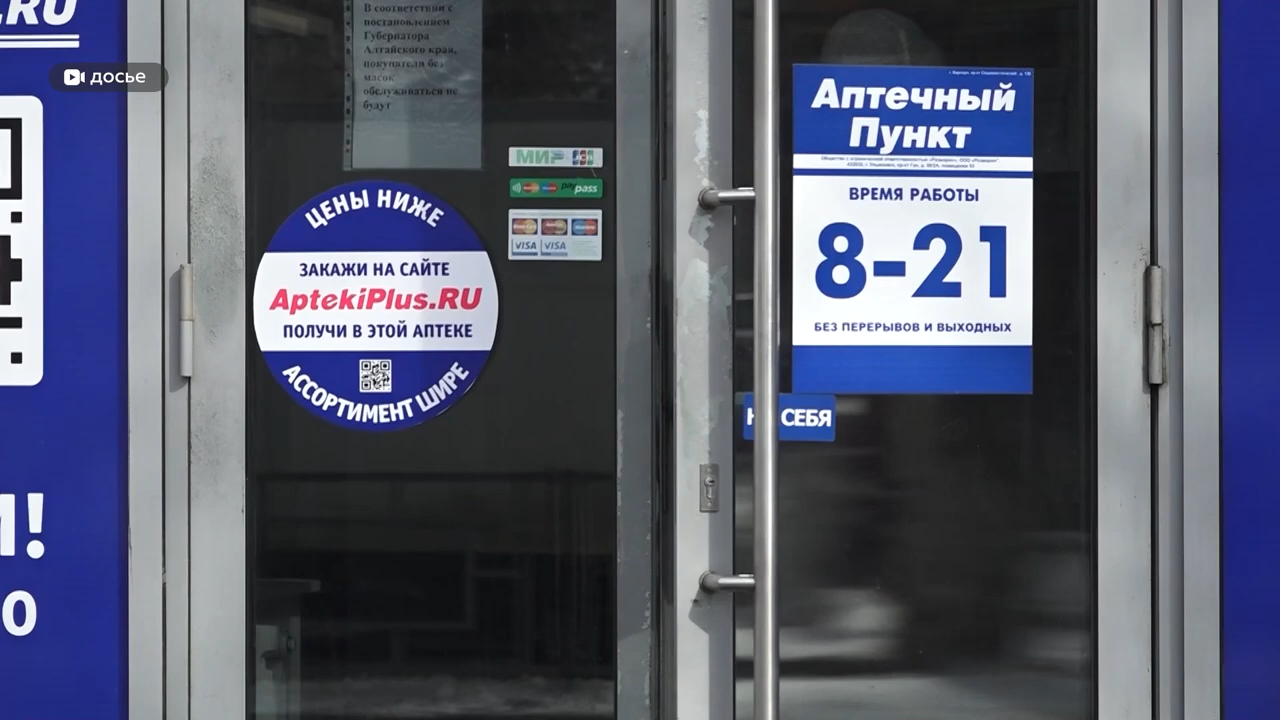 .RU
досье
В соответствии с
постановлением
Губернатора
Алтайского края,
покупатели без
масок
обслуживаться не
будут
МИР JCB
paypass
VISA VISA
ЦЕНЫ НИЖЕ
ЗАКАЖИ НА САЙТЕ
AptekiPlus.RU
ПОЛУЧИ В ЭТОЙ АПТЕКЕ
АССОРТИМЕНТ ШИРЕ
Аптечный
Пункт
ВРЕМЯ РАБОТЫ
8-21
БЕЗ ПЕРЕРЫВОВ И ВЫХОДНЫХ
СЕБЯ
!
0